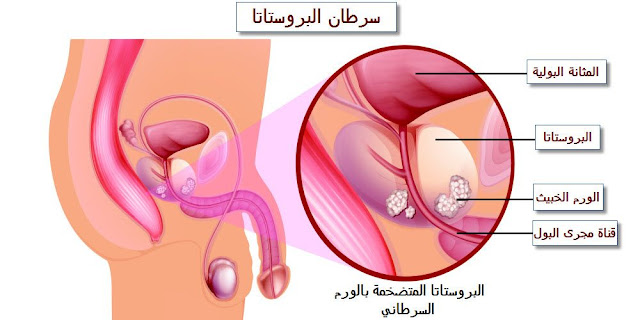 سرطان البروستاتا
المثانة البولية
البروستاتا
الورم الخبيث
قناة مجرى البول
البروستاتا المتضخمة بالورم
السرطاني